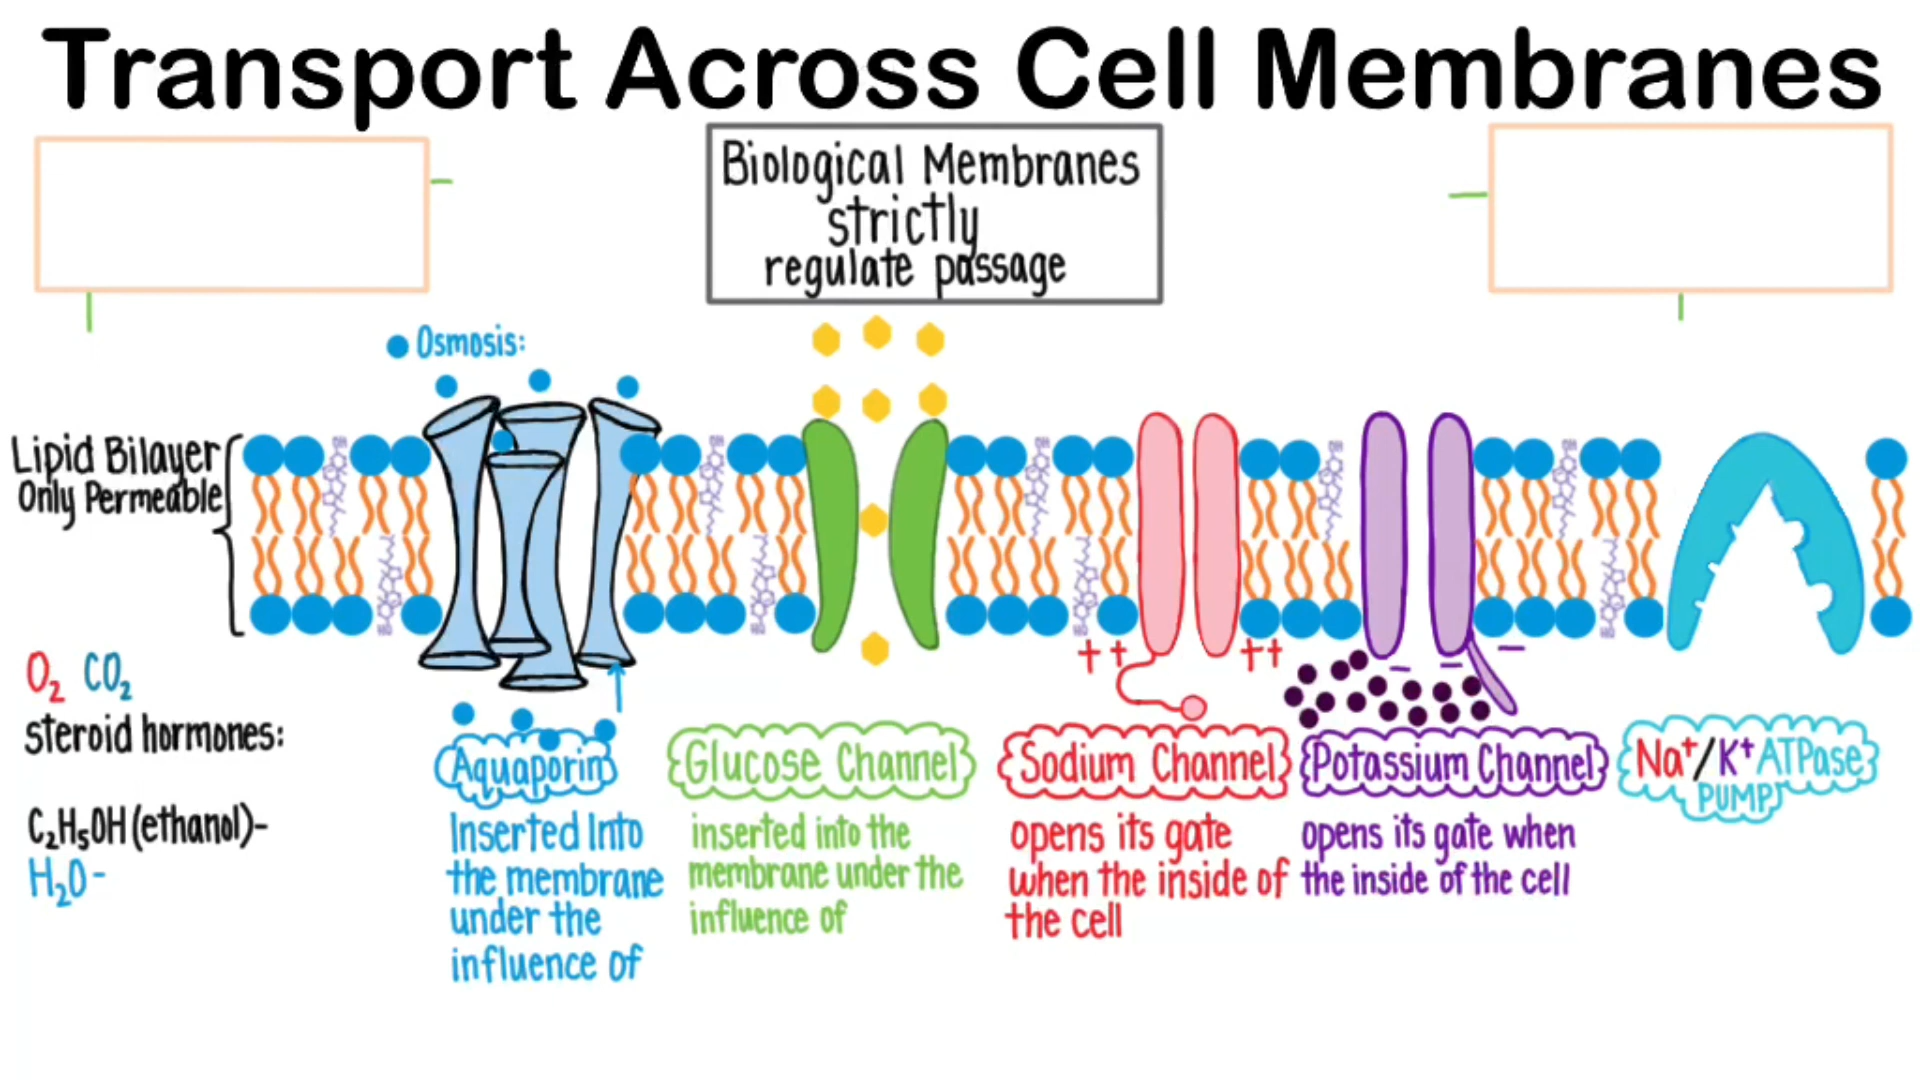 Transport Across Cell Membranes
Biological Membranes
strictly
regulate passage
Osmosis:
Lipid Bilayer
Only Permeable
O₂ CO₂
steroid hormones:
C₂H₅OH (ethanol)-
H₂O -
++
++
Aquaporin
Inserted Into
the membrane
under the
influence of
Glucose Channel
inserted into the
membrane under the
influence of
Sodium Channel
opens its gate
when the inside of
the cell
Potassium Channel
opens its gate when
the inside of the cell
Na⁺/K⁺ ATPase
PUMP